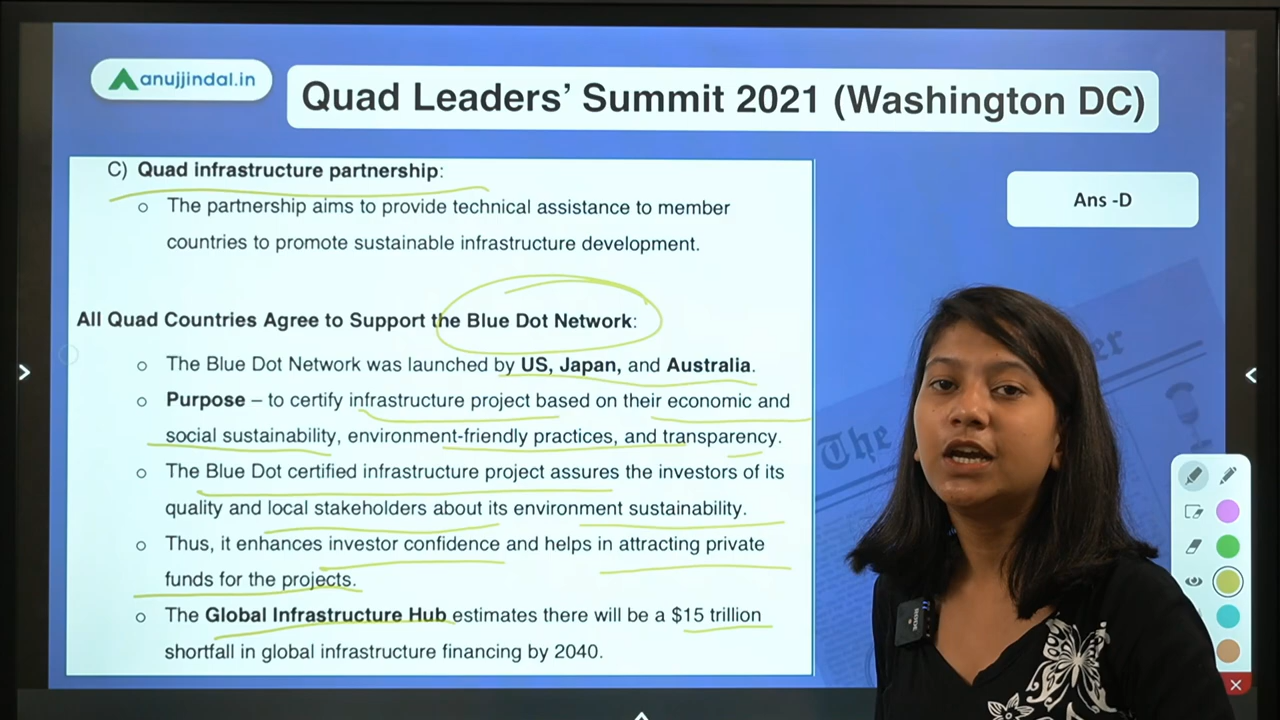 anujjindal.in
Quad Leaders' Summit 2021 (Washington DC)
C) Quad infrastructure partnership:
o The partnership aims to provide technical assistance to member
countries to promote sustainable infrastructure development.
Ans -D
All Quad Countries Agree to Support the Blue Dot Network:
o The Blue Dot Network was launched by US, Japan, and Australia.
o Purpose – to certify infrastructure project based on their economic and
social sustainability, environment-friendly practices, and transparency.
o The Blue Dot certified infrastructure project assures the investors of its
quality and local stakeholders about its environment sustainability.
o Thus, it enhances investor confidence and helps in attracting private
funds for the projects.
o The Global Infrastructure Hub estimates there will be a $15 trillion
shortfall in global infrastructure financing by 2040.
The